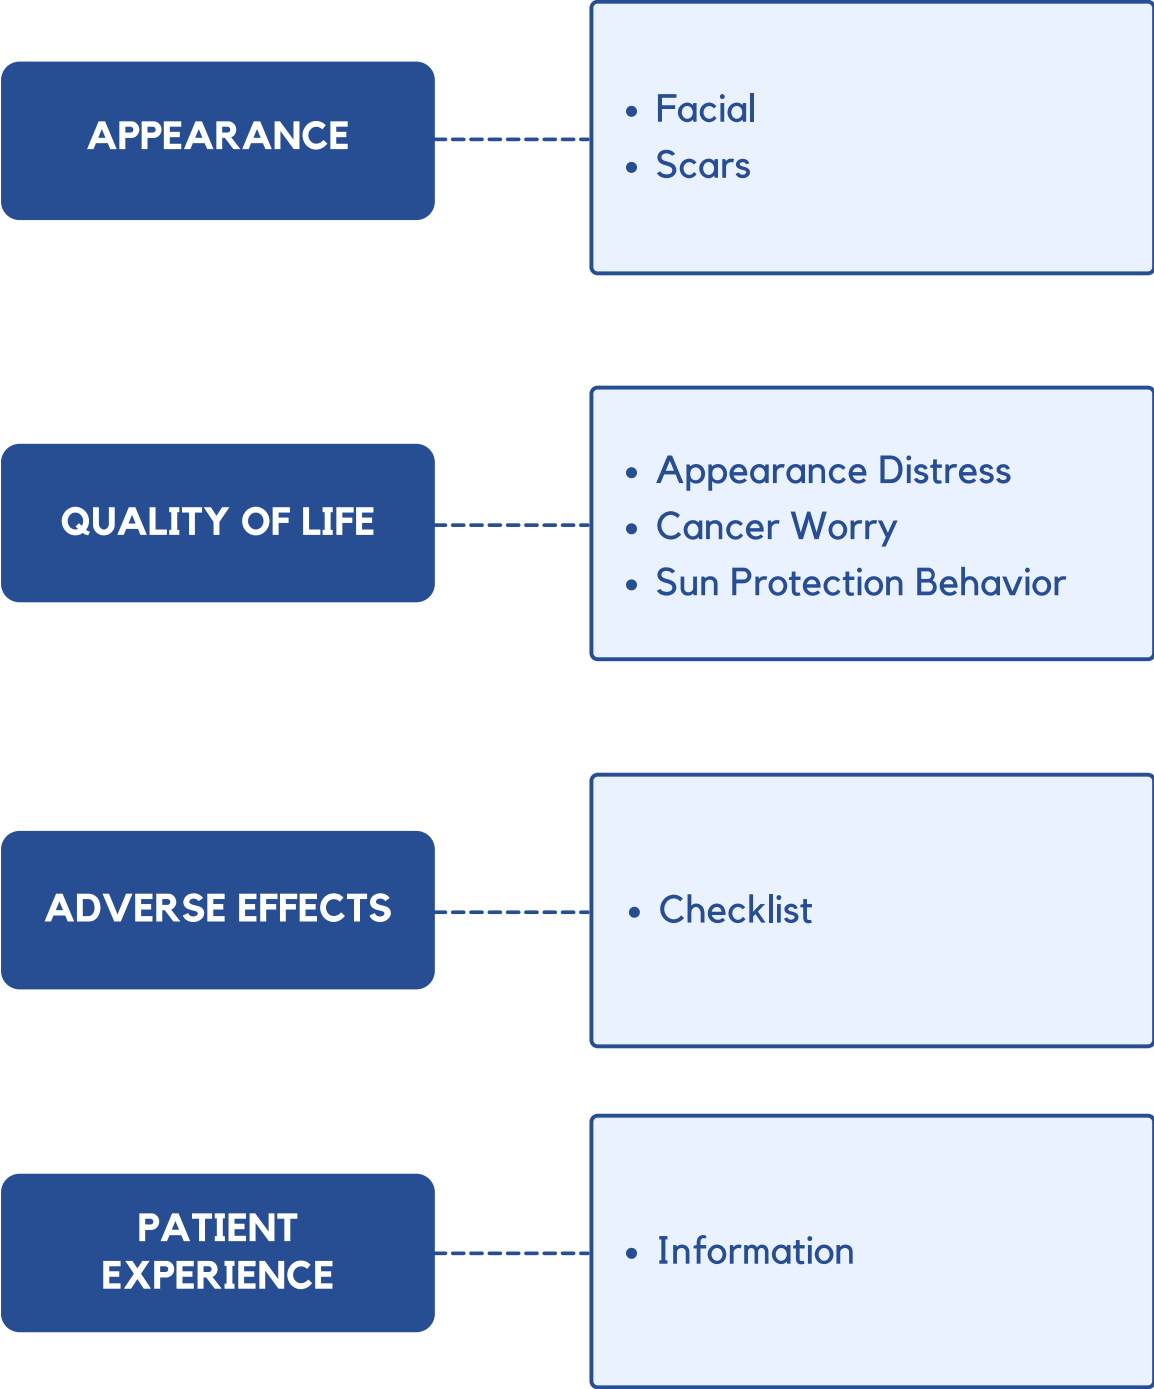 APPEARANCE
• Facial
• Scars
QUALITY OF LIFE
• Appearance Distress
• Cancer Worry
• Sun Protection Behavior
ADVERSE EFFECTS
• Checklist
PATIENT
EXPERIENCE
• Information